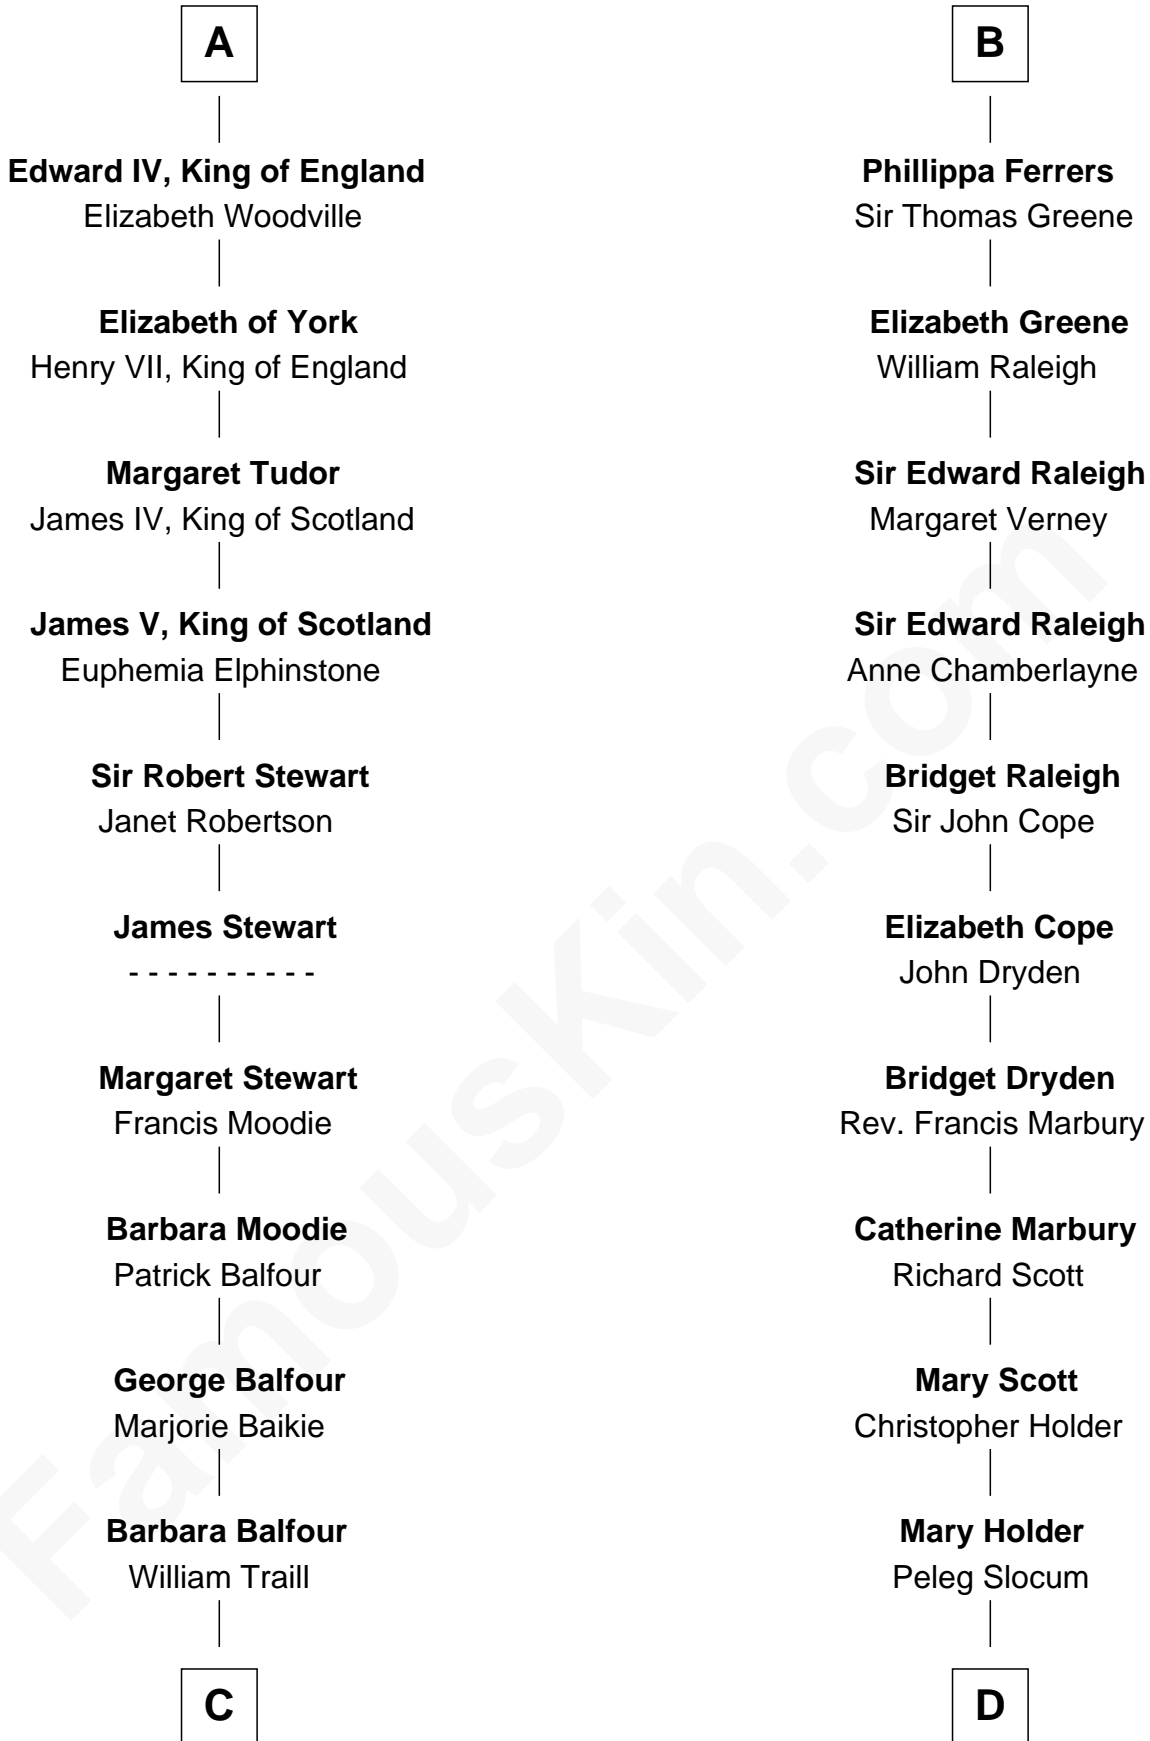 A
Edward IV, King of England
Elizabeth Woodville
Elizabeth of York
Henry VII, King of England
Margaret Tudor
James IV, King of Scotland
James V, King of Scotland
Euphemia Elphinstone
Sir Robert Stewart
Janet Robertson
James Stewart
- - - - - - - - - -
Margaret Stewart
Francis Moodie
Barbara Moodie
Patrick Balfour
George Balfour
Marjorie Baikie
Barbara Balfour
William Traill
C
B
Phillippa Ferrers
Sir Thomas Greene
Elizabeth Greene
William Raleigh
Sir Edward Raleigh
Margaret Verney
Sir Edward Raleigh
Anne Chamberlayne
Bridget Raleigh
Sir John Cope
Elizabeth Cope
John Dryden
Bridget Dryden
Rev. Francis Marbury
Catherine Marbury
Richard Scott
Mary Scott
Christopher Holder
Mary Holder
Peleg Slocum
D
FamousKin.com